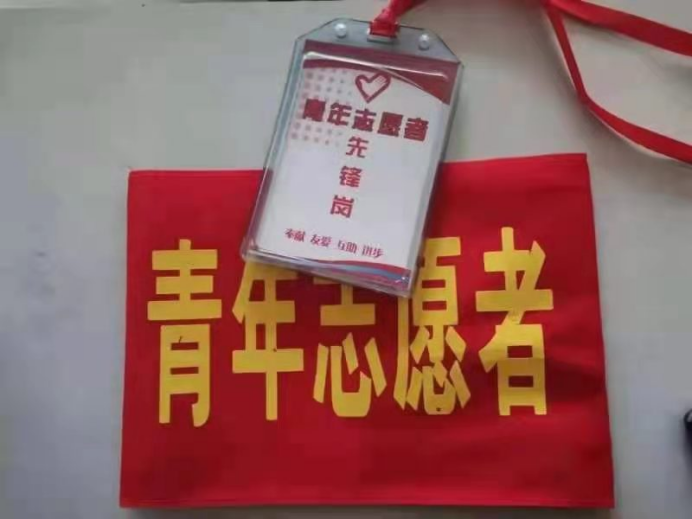 青年志愿者
先
锋
岗
奉献 友爱 互助 进步
青年志愿者